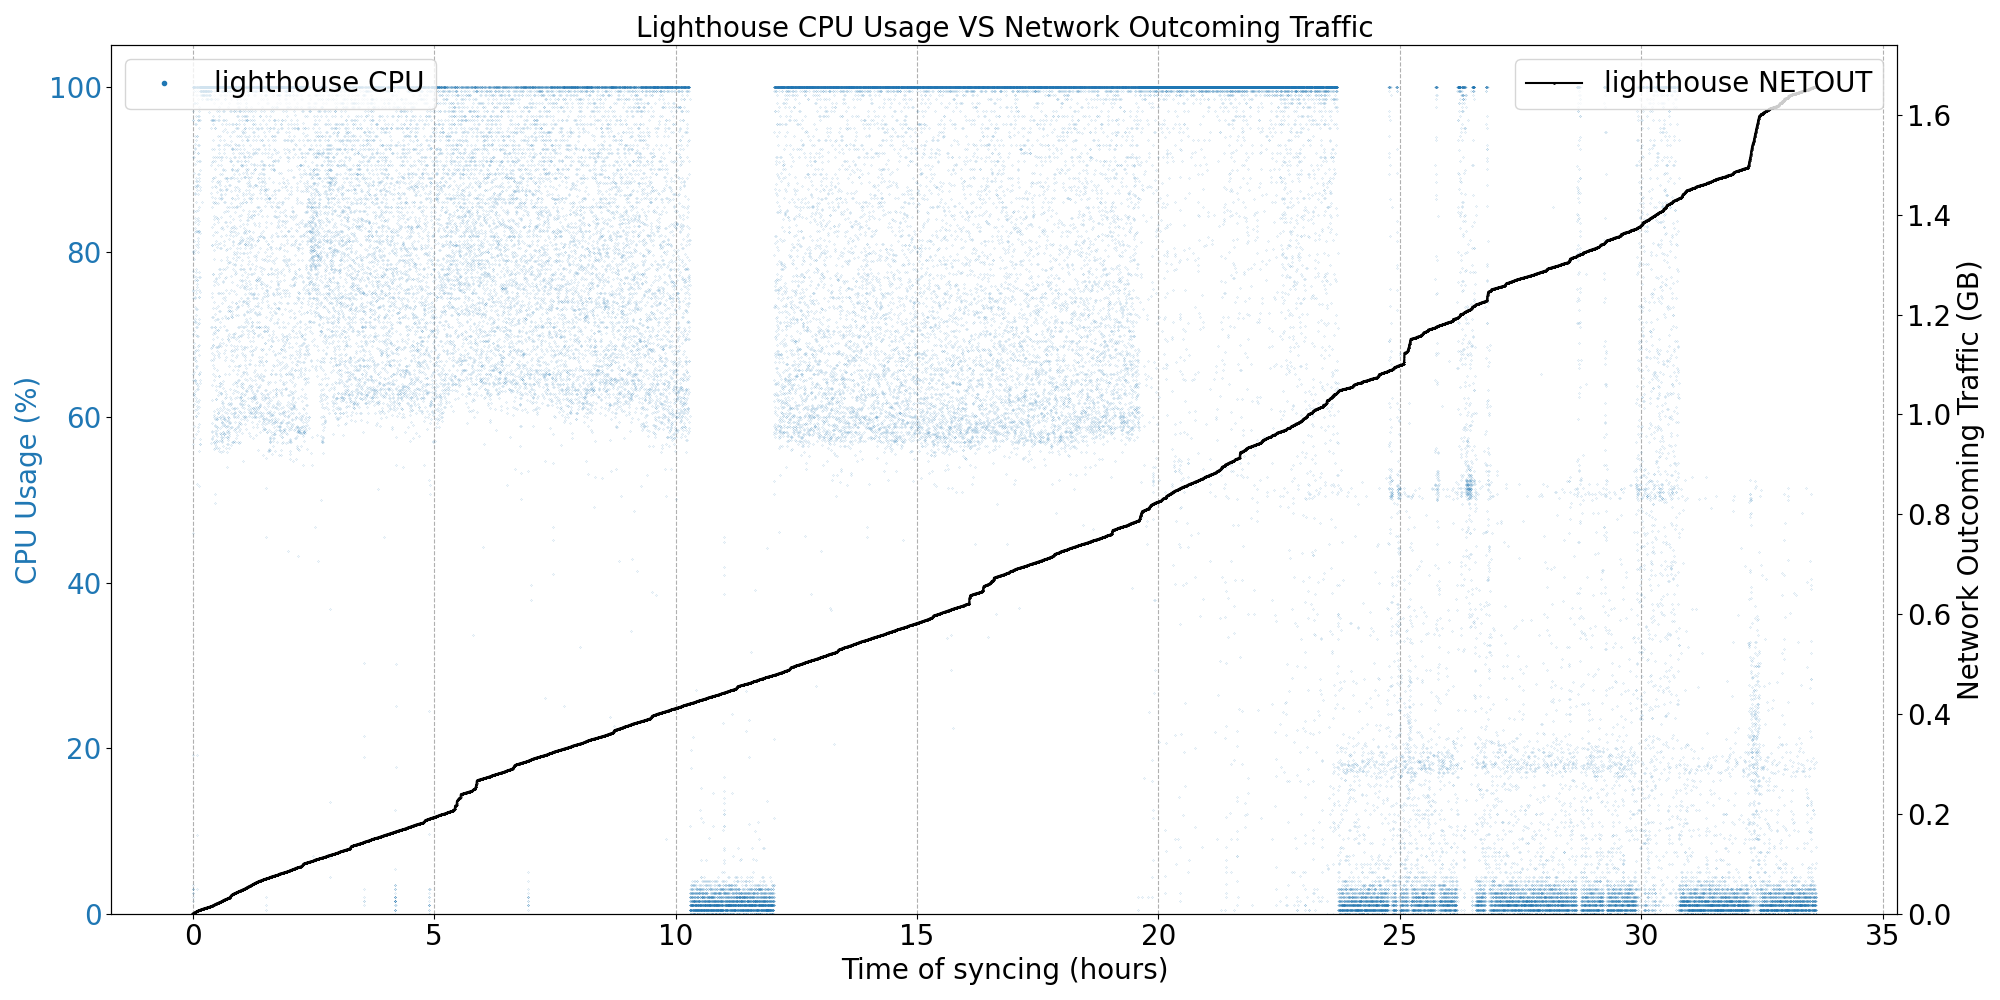 Lighthouse CPU Usage VS Network Outcoming Traffic
lighthouse CPU
lighthouse NETOUT
CPU Usage (%)
100
80
60
40
20
0
Network Outcoming Traffic (GB)
1.6
1.4
1.2
1.0
0.8
0.6
0.4
0.2
0.0
0 5 10 15 20 25 30 35
Time of syncing (hours)